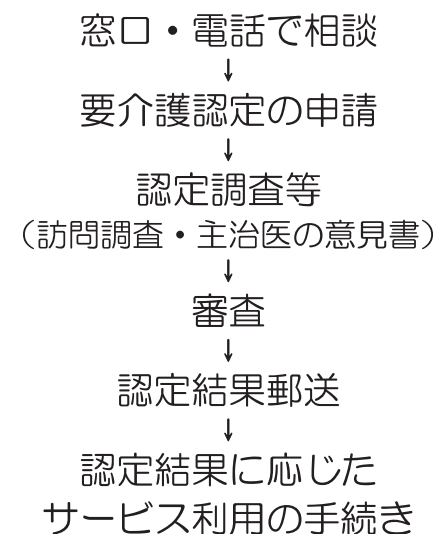 窓口・電話で相談
↓
要介護認定の申請
↓
認定調査等
（訪問調査・主治医の意見書）
↓
審査
↓
認定結果郵送
↓
認定結果に応じた
サービス利用の手続き